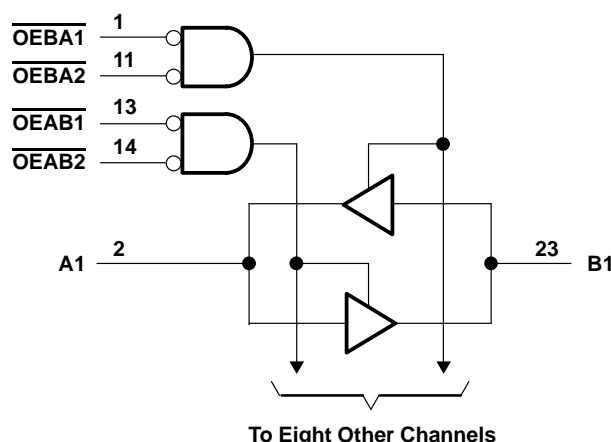 OEBA1 1
OEBA2 11
OEAB1 13
OEAB2 14
A1 2 23 B1
To Eight Other Channels